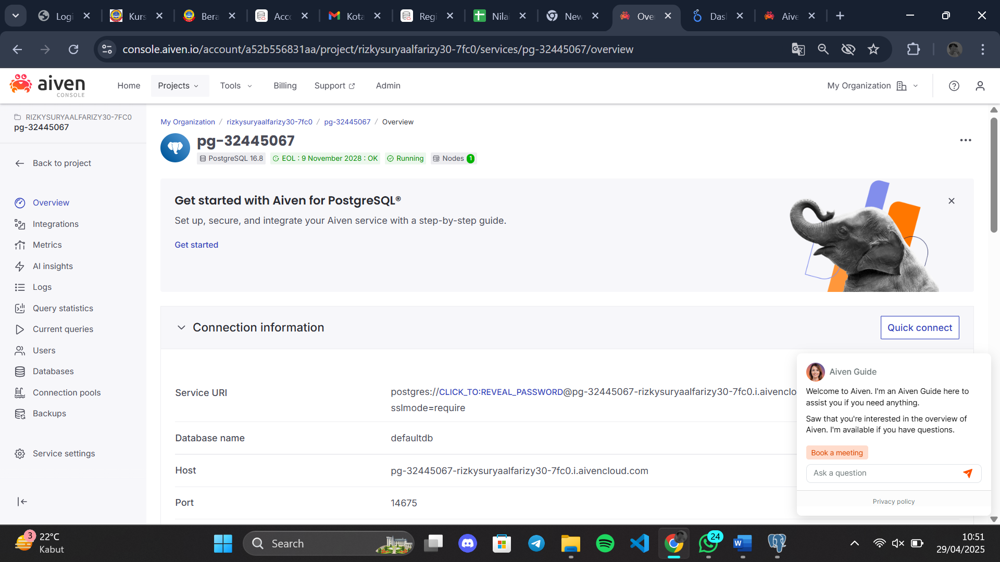 Logi
Kurs
Bera
Acc
Kota
Regi
Nilai
New
Ove
Das
Aive
console.aiven.io/account/a52b556831aa/project/rizkysuryaalfarizy30-7fc0/services/pg-32445067/overview
aiven
CONSOLE
Home
Projects
Tools
Billing
Support
Admin
My Organization
RIZKYSURYAALFARIZY30-7FC0
pg-32445067
Back to project
Overview
Integrations
Metrics
AI insights
Logs
Query statistics
Current queries
Users
Databases
Connection pools
Backups
Service settings
My Organization / rizkysuryaalfarizy30-7fc0 / pg-32445067 / Overview
pg-32445067
PostgreSQL 16.8
EOL : 9 November 2028 : OK
Running
Nodes 1
Get started with Aiven for PostgreSQL®
Set up, secure, and integrate your Aiven service with a step-by-step guide.
Get started
Connection information
Quick connect
Service URI
postgres://CLICK_TO:REVEAL_PASSWORD@pg-32445067-rizkysuryaalfarizy30-7fc0.i.aivenclo
sslmode=require
Database name
defaultdb
Host
pg-32445067-rizkysuryaalfarizy30-7fc0.i.aivencloud.com
Port
14675
Aiven Guide
Welcome to Aiven. I'm an Aiven Guide here to
assist you if you need anything.
Saw that you're interested in the overview of
Aiven. I'm available if you have questions.
Book a meeting
Ask a question
Privacy policy
3
22°C
Kabut
Search
24
10:51
29/04/2025